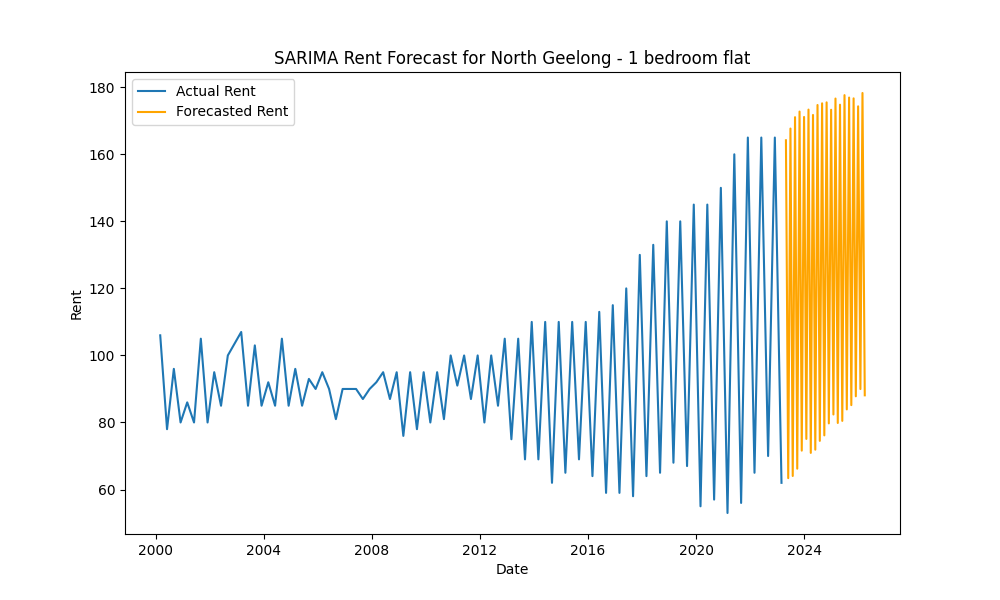 SARIMA Rent Forecast for North Geelong - 1 bedroom flat
Actual Rent
Forecasted Rent
180
160
140
120
100
80
60
Rent
2000 2004 2008 2012 2016 2020 2024
Date